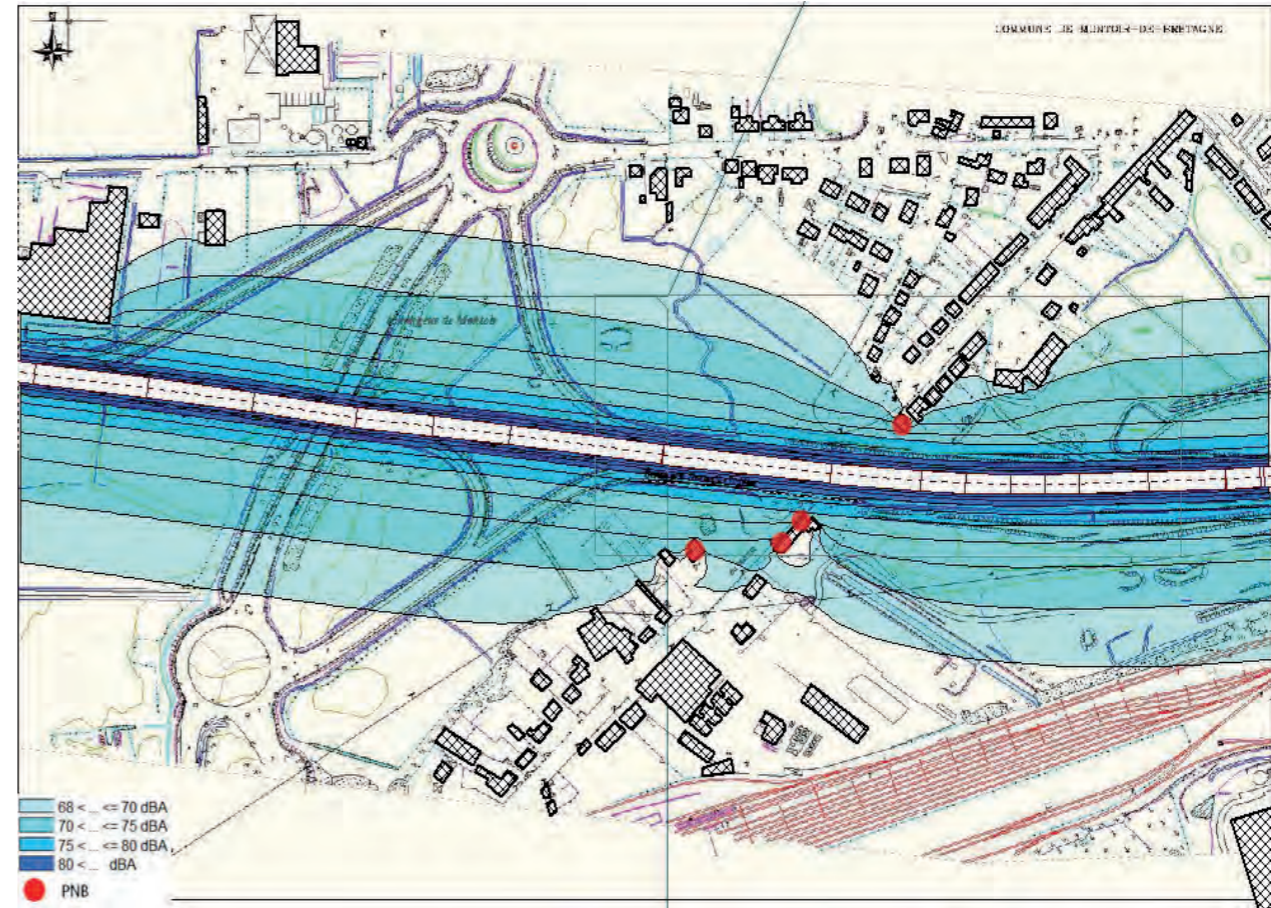 COMMUNE DE MONTOIR-DE-BRETAGNE
68 < ... <= 70 dBA
70 < ... <= 75 dBA
75 < ... <= 80 dBA
80 < ... dBA
PNB